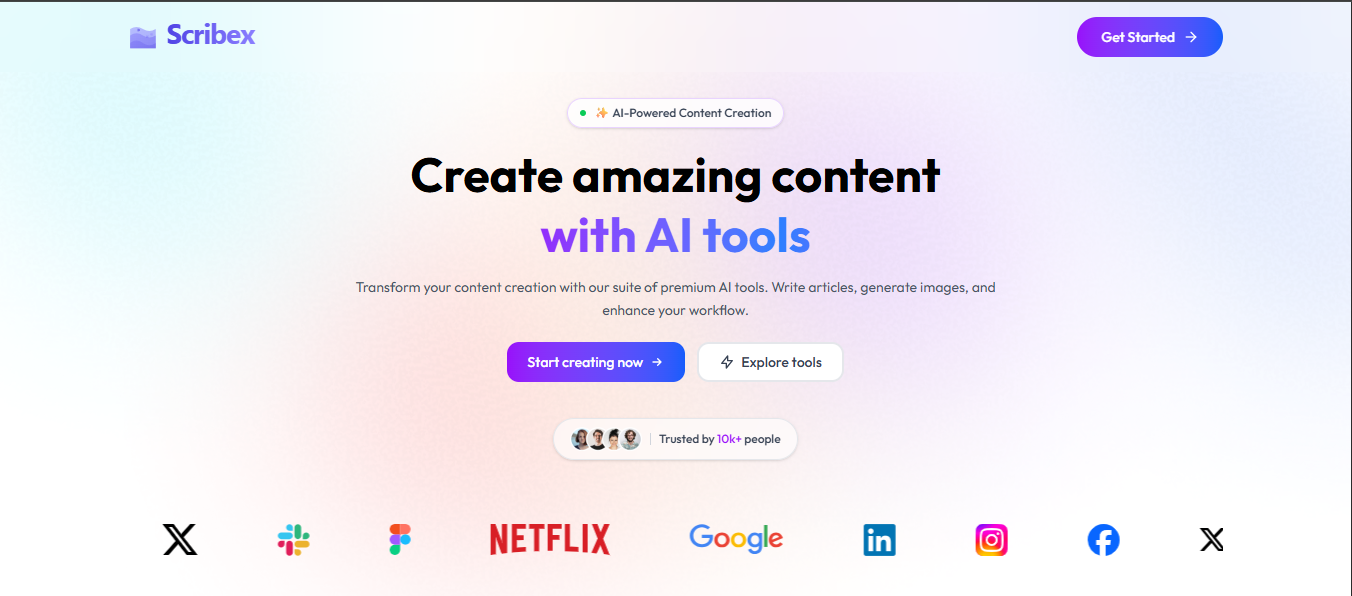 Scribex
Get Started
AI-Powered Content Creation
Create amazing content
with AI tools
Transform your content creation with our suite of premium AI tools. Write articles, generate images, and
enhance your workflow.
Start creating now
Explore tools
Trusted by 10k+ people
NETFLIX
Google
in